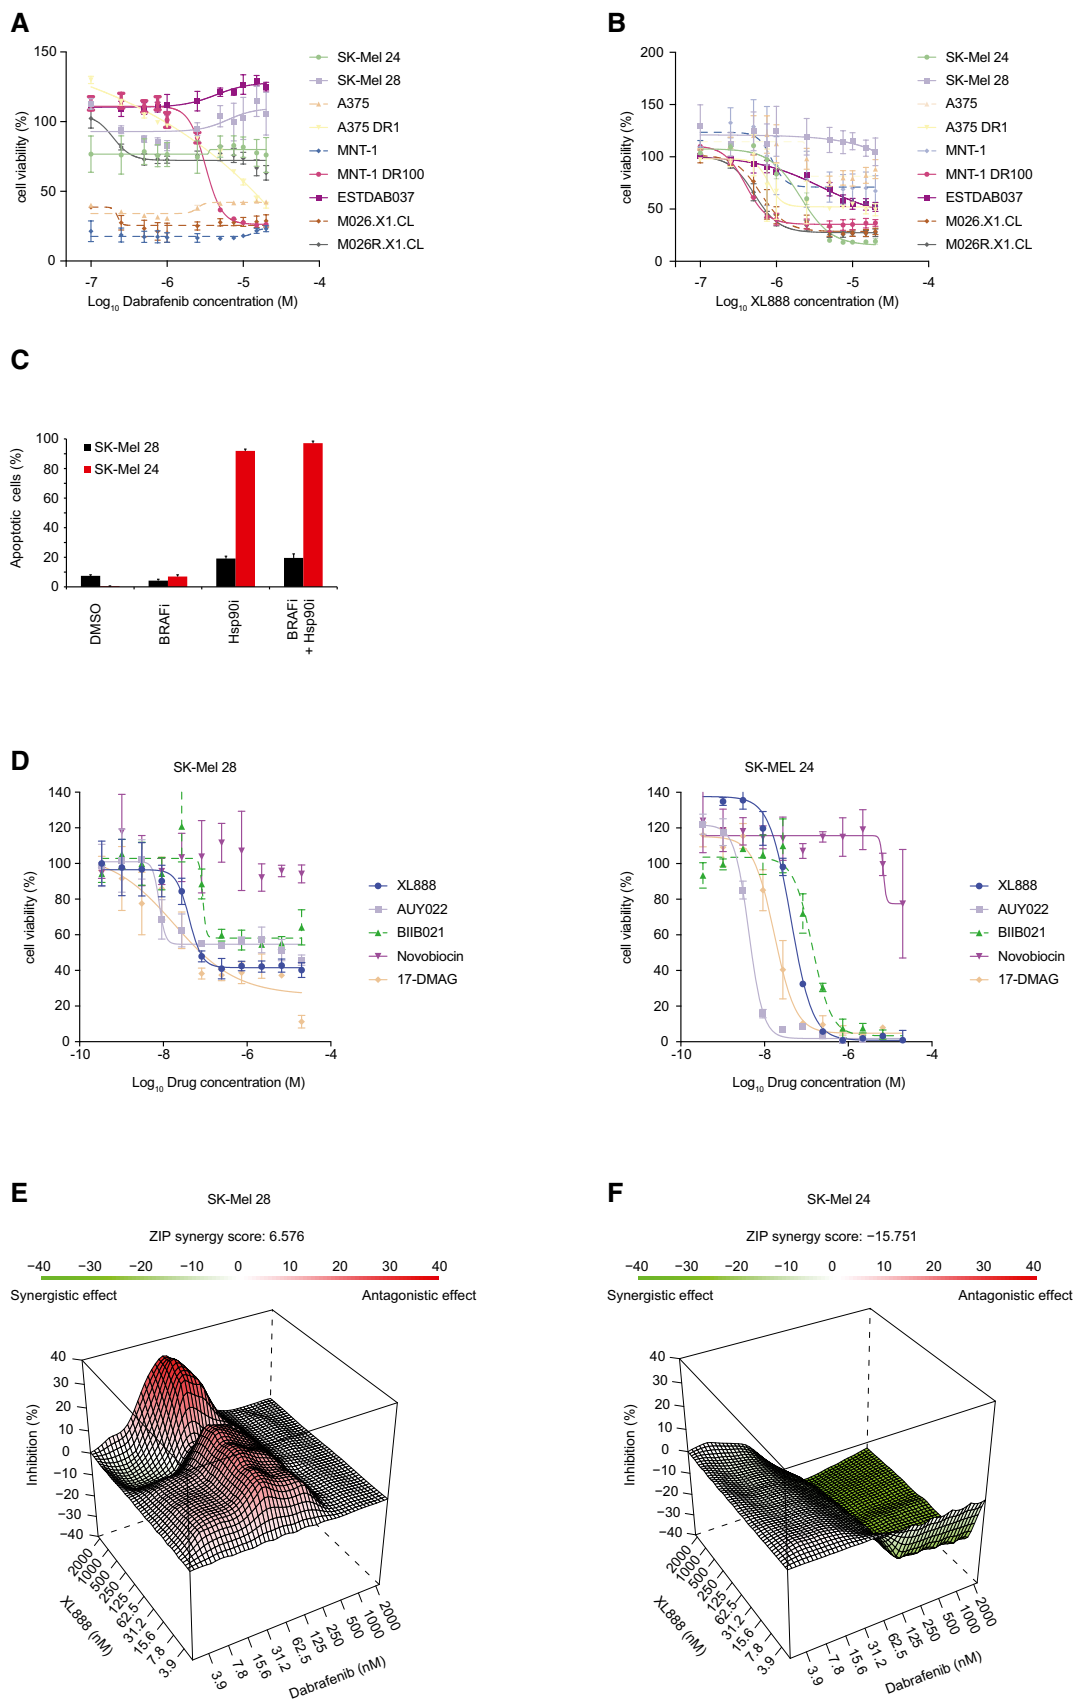 A
150
100
50
0
cell viability (%)
-7
-6
-5
-4
Log10 Dabrafenib concentration (M)
SK-Mel 24
SK-Mel 28
A375
A375 DR1
MNT-1
MNT-1 DR100
ESTDAB037
M026.X1.CL
M026R.X1.CL
B
200
150
100
50
0
cell viability (%)
-7
-6
-5
-4
Log10 XL888 concentration (M)
SK-Mel 24
SK-Mel 28
A375
A375 DR1
MNT-1
MNT-1 DR100
ESTDAB037
M026.X1.CL
M026R.X1.CL
C
100
80
60
40
20
0
Apoptotic cells (%)
SK-Mel 28
SK-Mel 24
DMSO
BRAFi
Hsp90i
BRAFi
+ Hsp90i
D
SK-Mel 28
140
120
100
80
60
40
20
0
cell viability (%)
-10
-8
-6
-4
Log10 Drug concentration (M)
XL888
AUY022
BIIB021
Novobiocin
17-DMAG
SK-MEL 24
140
120
100
80
60
40
20
0
cell viability (%)
-10
-8
-6
-4
Log10 Drug concentration (M)
XL888
AUY022
BIIB021
Novobiocin
17-DMAG
E
SK-Mel 28
ZIP synergy score: 6.576
−40 −30 −20 −10 0 10 20 30 40
Synergistic effect Antagonistic effect
40
30
20
10
0
−10
−20
−30
−40
Inhibition (%)
2000
1000
500
250
125
62.5
31.2
15.6
7.8
3.9
XL888 (nM)
3.9
7.8
15.6
31.2
62.5
125
250
500
1000
2000
Dabrafenib (nM)
F
SK-Mel 24
ZIP synergy score: −15.751
−40 −30 −20 −10 0 10 20 30 40
Synergistic effect Antagonistic effect
40
30
20
10
0
−10
−20
−30
−40
Inhibition (%)
2000
1000
500
250
125
62.5
31.2
15.6
7.8
3.9
XL888 (nM)
3.9
7.8
15.6
31.2
62.5
125
250
500
1000
2000
Dabrafenib (nM)